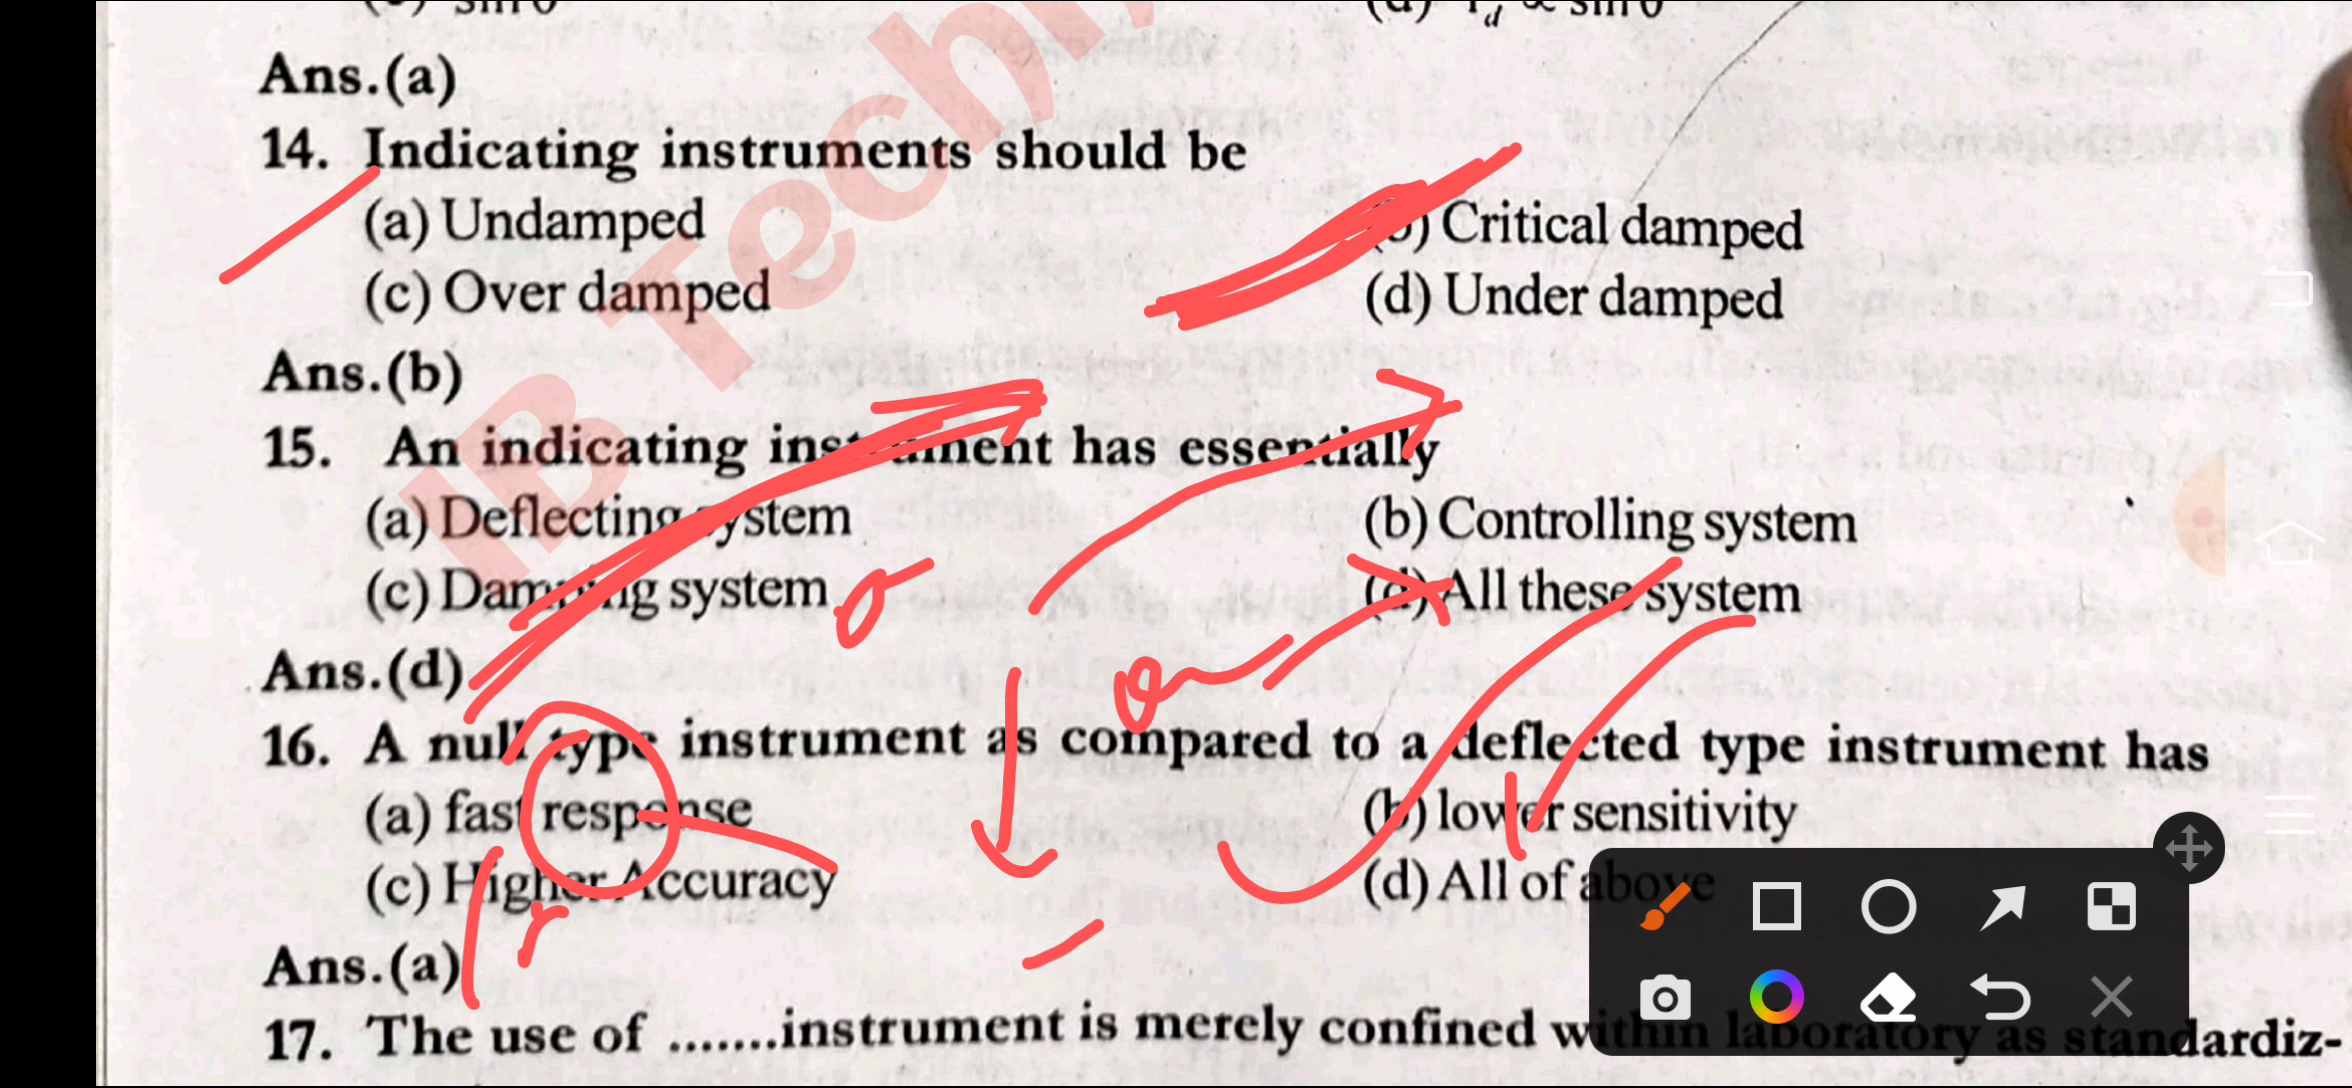 Ans.(a)
14. Indicating instruments should be
(a) Undamped
(b) Critical damped
(c) Over damped
(d) Under damped
Ans.(b)
15. An indicating instrument has essentially
(a) Deflecting system
(b) Controlling system
(c) Damping system
(d) All these system
Ans.(d)
16. A null type instrument as compared to a deflected type instrument has
(a) fast response
(b) lower sensitivity
(c) Higher Accuracy
(d) All of above
Ans.(a)
17. The use of .......instrument is merely confined within laboratory as standardiz-
IB Tech